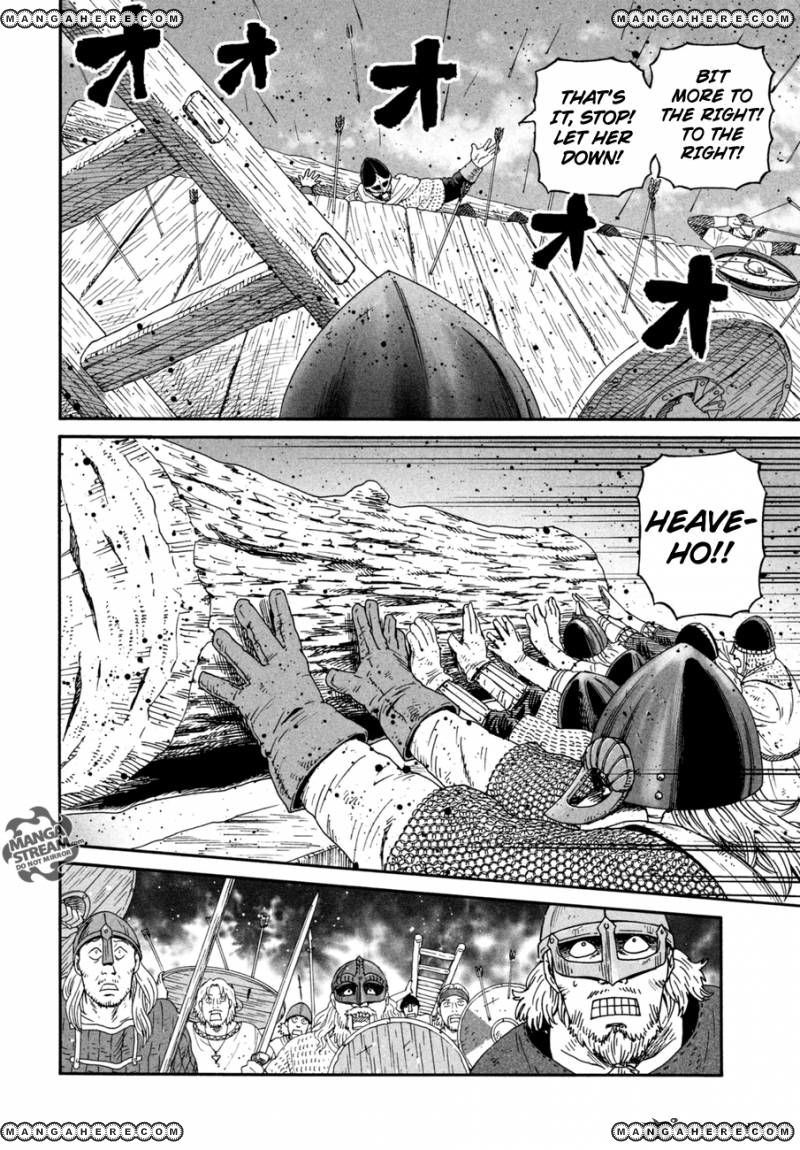 MANGAHERE.COM
MANGAHERE.COM
オ
オ
オ
BIT
MORE TO
THE RIGHT!
TO THE
RIGHT!
THAT'S
IT, STOP!
LET HER
DOWN!
オ
オ
HEAVE-
HO!!
MANGA
STREAM.com
DO NOT MIRROR
MANGAHERE.COM
MANGAHERE.COM